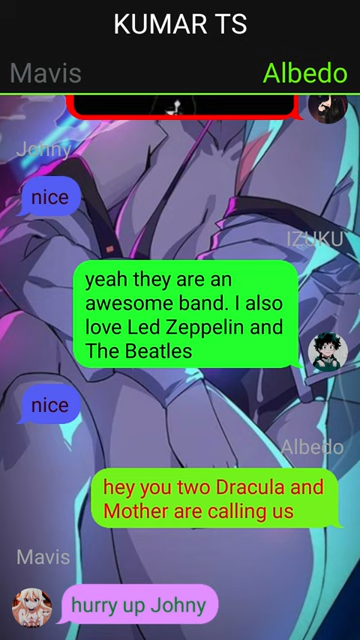 KUMAR TS
Mavis
Albedo
Johny
nice
IZUKU
yeah they are an
awesome band. I also
love Led Zeppelin and
The Beatles
nice
Albedo
hey you two Dracula and
Mother are calling us
Mavis
hurry up Johny